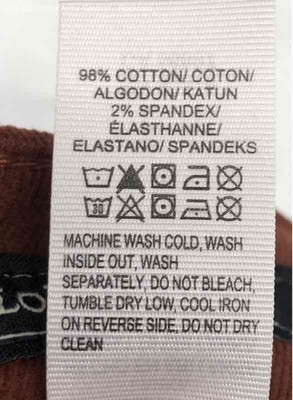 98% COTTON/ COTON/
ALGODON/ KATUN
2% SPANDEX/
ÉLASTHANNE/
ELASTANO/ SPANDEKS
30
MACHINE WASH COLD, WASH
INSIDE OUT, WASH
SEPARATELY, DO NOT BLEACH,
TUMBLE DRY LOW, COOL IRON
ON REVERSE SIDE, DO NOT DRY
CLEAN